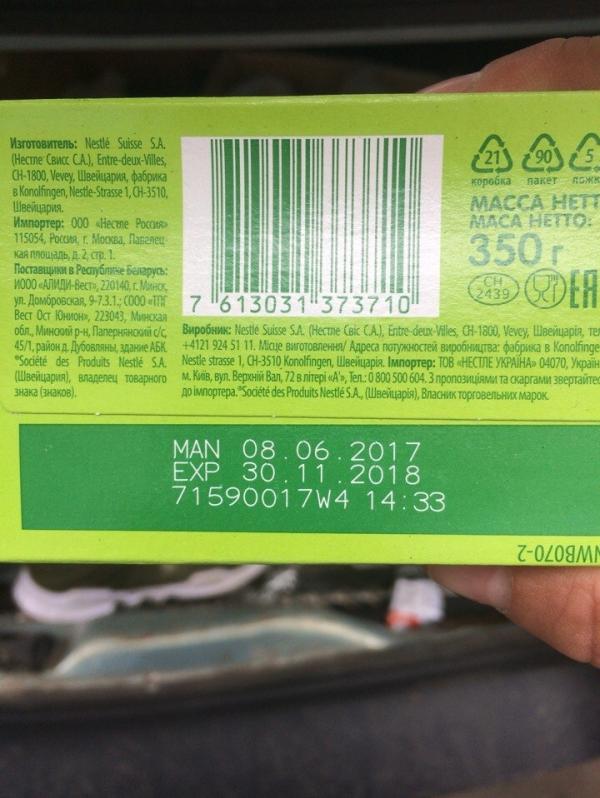 Изготовитель: Nestlé Suisse S.A.
(Нестле Свисс С.А.), Entre-deux-Villes,
CH-1800, Vevey, Швейцария, фабрика
в Konolfingen, Nestle-Strasse 1, CH-3510,
Швейцария.
Импортер: ООО «Нестле Россия»
115054, Россия, г. Москва, Павелец-
кая площадь, д. 2, стр. 1.
Поставщики в Республике Беларусь:
ИООО «АЛИДИ-Вест», 220140, г. Минск,
ул. Домбровская, 9-7.3.1.; СООО «ТПГ
Вест Ост Юнион», 223043, Минская
обл., Минский р-н, Папернянский с/с,
45/1, район д. Дубовляны, здание АБК
*Société des Produits Nestlé S.A.
(Швейцария), владелец товарного
знака (знаков).
7 613031 373710
21 90 5
коробка пакет ложк
МАССА НЕТТ
МАСА НЕТТО:
350 г
CH
2439
EAC
Виробник: Nestlé Suisse S.A. (Нестле Свіс С.А.), Entre-deux-Villes, CH-1800, Vevey, Швейцарія, тел
+4121 924 51 11. Місце виготовлення/ Адреса потужностей виробництва: фабрика в Konolfinge
Nestle strasse 1, CH-3510 Konolfingen, Швейцарія. Імпортер: ТОВ «НЕСТЛЕ УКРАЇНА» 04070, Україн
м. Київ, вул. Верхній Вал, 72 в літері «А», Тел.: 0 800 500 604. З пропозиціями та скаргами звертайтес
до імпортера.*Société des Produits Nestlé S.A., (Швейцарія), Власник торговельних марок.
MAN 08.06.2017
EXP 30.11.2018
71590017W4 14:33
NWB070-2